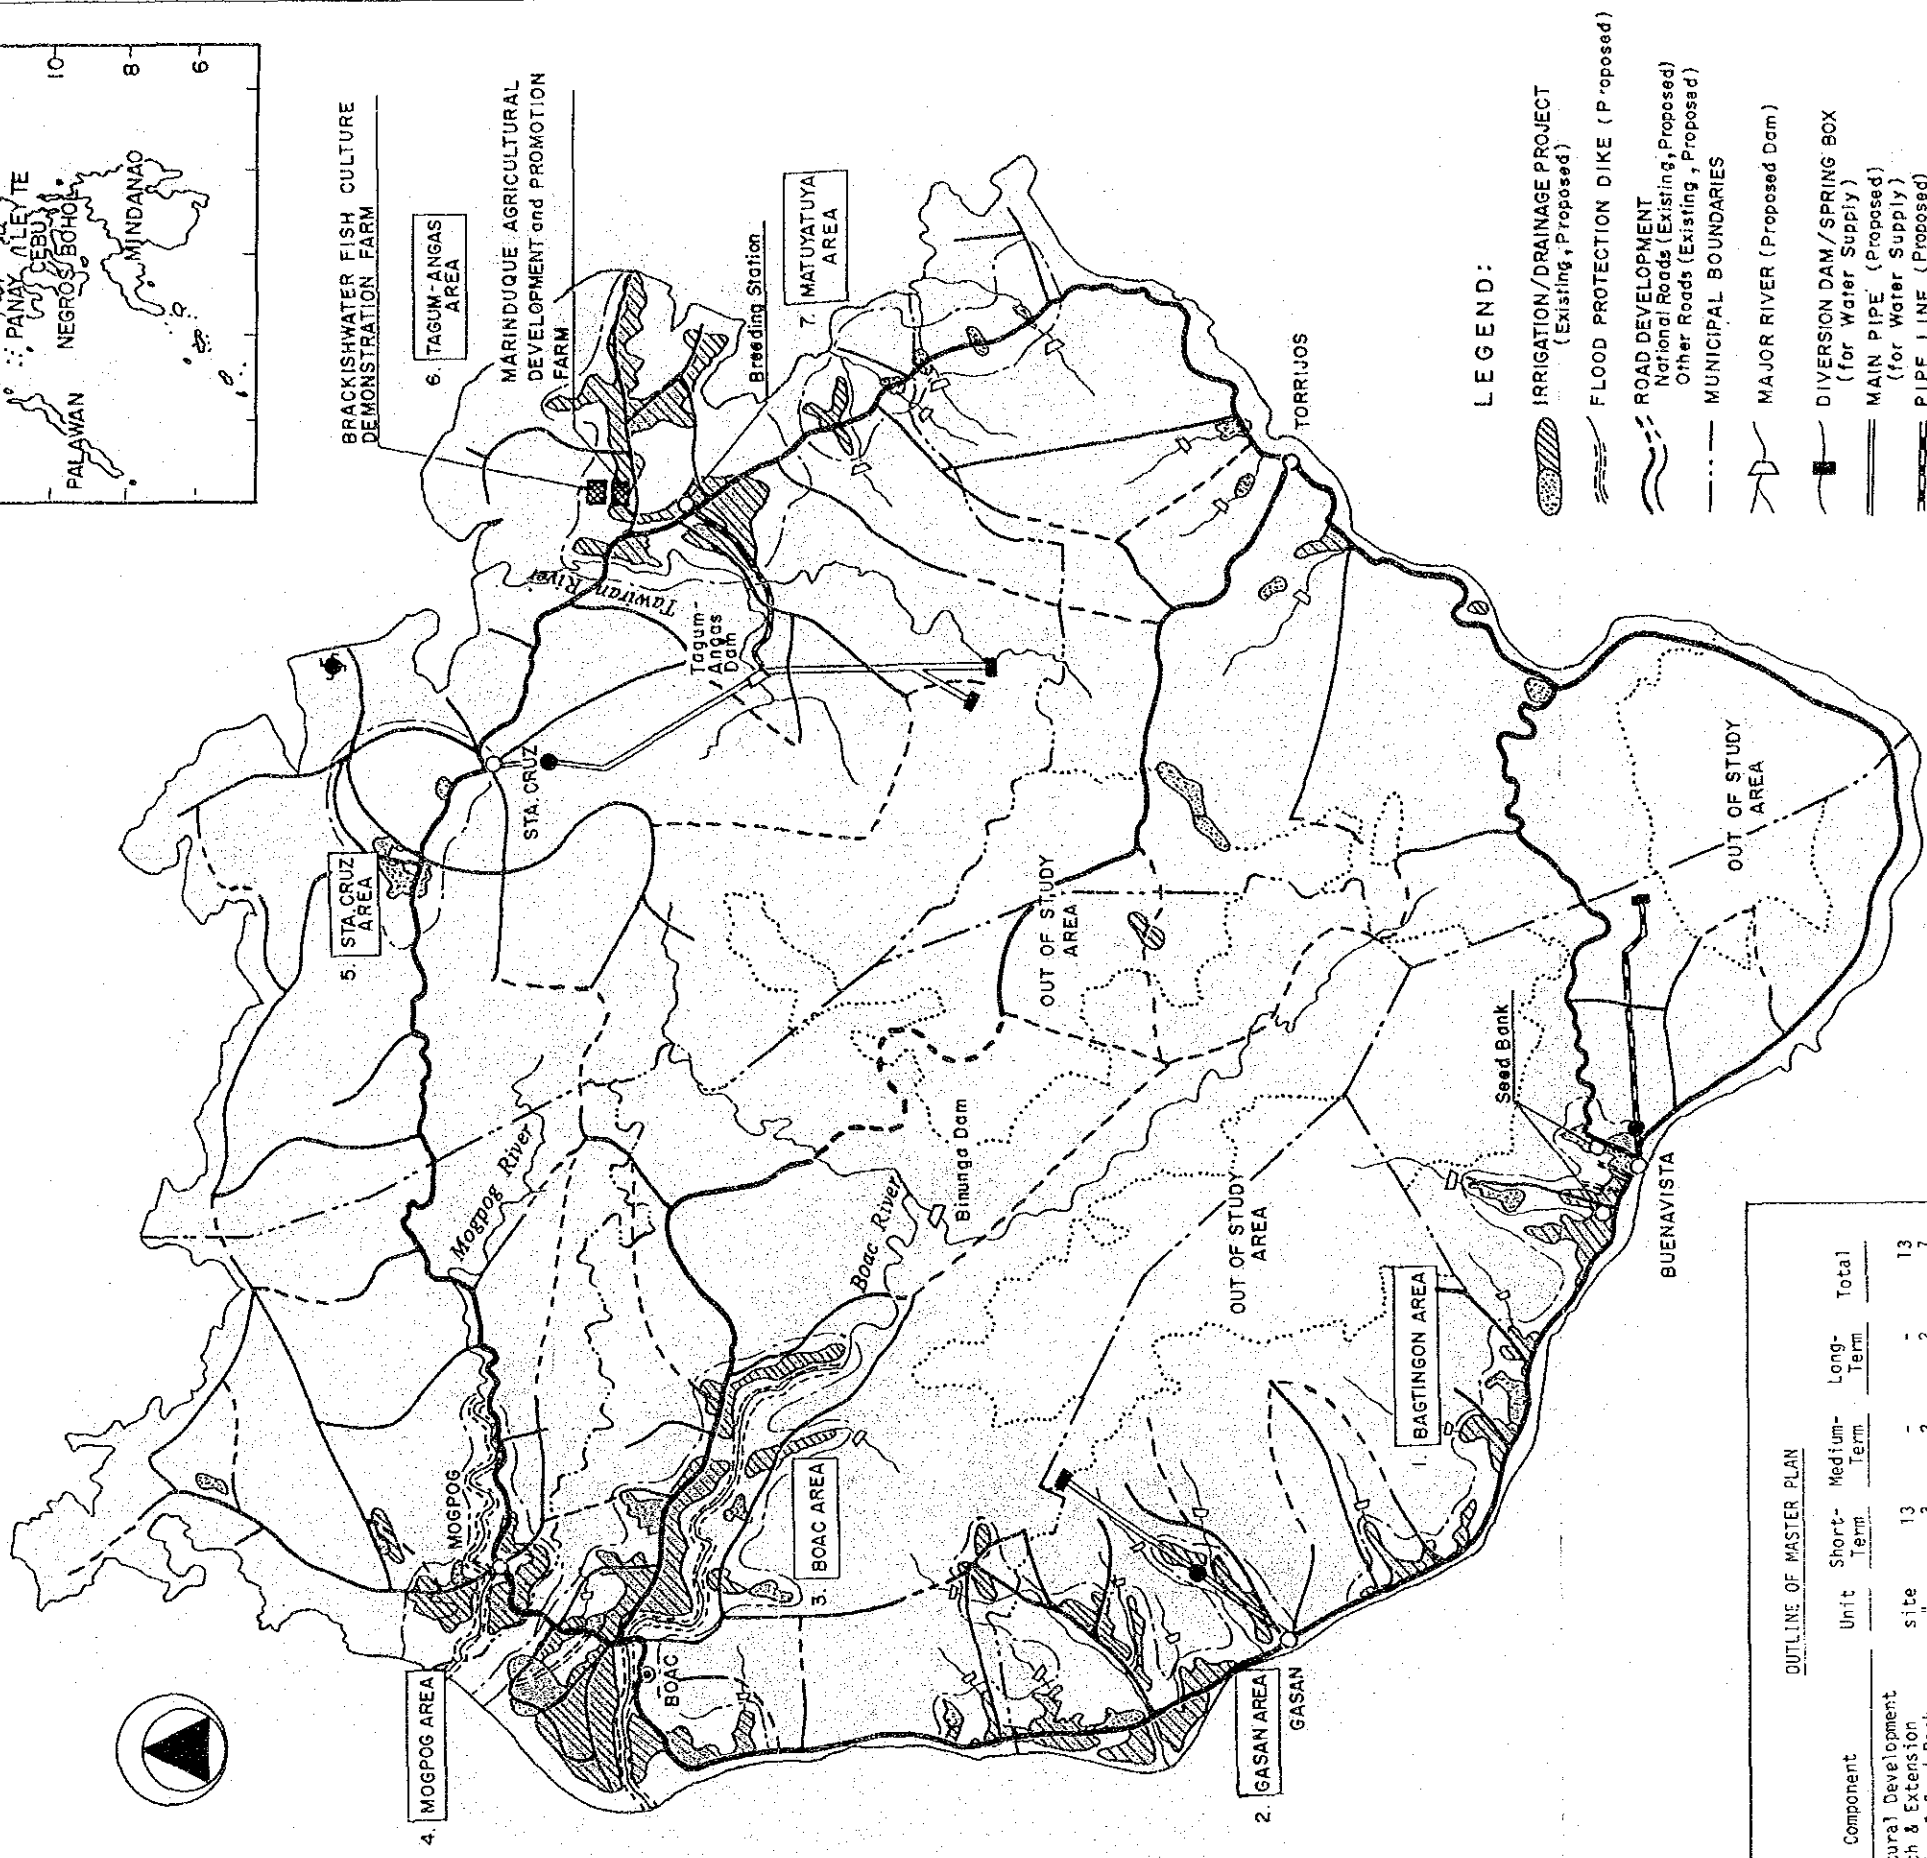 10
8
6
PANAY
LEYTE
CEBU
NEGROS
BOHOL
PALAWAN
MINDANAO
BRACKISHWATER FISH CULTURE
DEMONSTRATION FARM
6. TAGUM-ANGAS
AREA
MARINDUQUE AGRICULTURAL
DEVELOPMENT and PROMOTION
FARM
Breeding Station
7. MATUYATUYA
AREA
TORRIJOS
Tawiran River
Tagum-
Angas
Dam
STA. CRUZ
5. STA. CRUZ
AREA
OUT OF STUDY
AREA
OUT OF STUDY
AREA
OUT OF STUDY
AREA
Mogpog River
Boac River
Binunga Dam
Seed Bank
BUENAVISTA
1. BAGTINGON AREA
MOGPOG
3. BOAC AREA
4. MOGPOG AREA
BOAC
2. GASAN AREA
GASAN
LEGEND:
IRRIGATION/DRAINAGE PROJECT
(Existing, Proposed)
FLOOD PROTECTION DIKE (Proposed)
ROAD DEVELOPMENT
National Roads (Existing, Proposed)
Other Roads (Existing, Proposed)
MUNICIPAL BOUNDARIES
MAJOR RIVER (Proposed Dam)
DIVERSION DAM/SPRING BOX
(for Water Supply)
MAIN PIPE (Proposed)
(for Water Supply)
PIPE LINE (Proposed)
OUTLINE OF MASTER PLAN
Component Unit Short-Term Medium-Term Long-Term Total
ural Development
ch & Extension site 13 - - 13